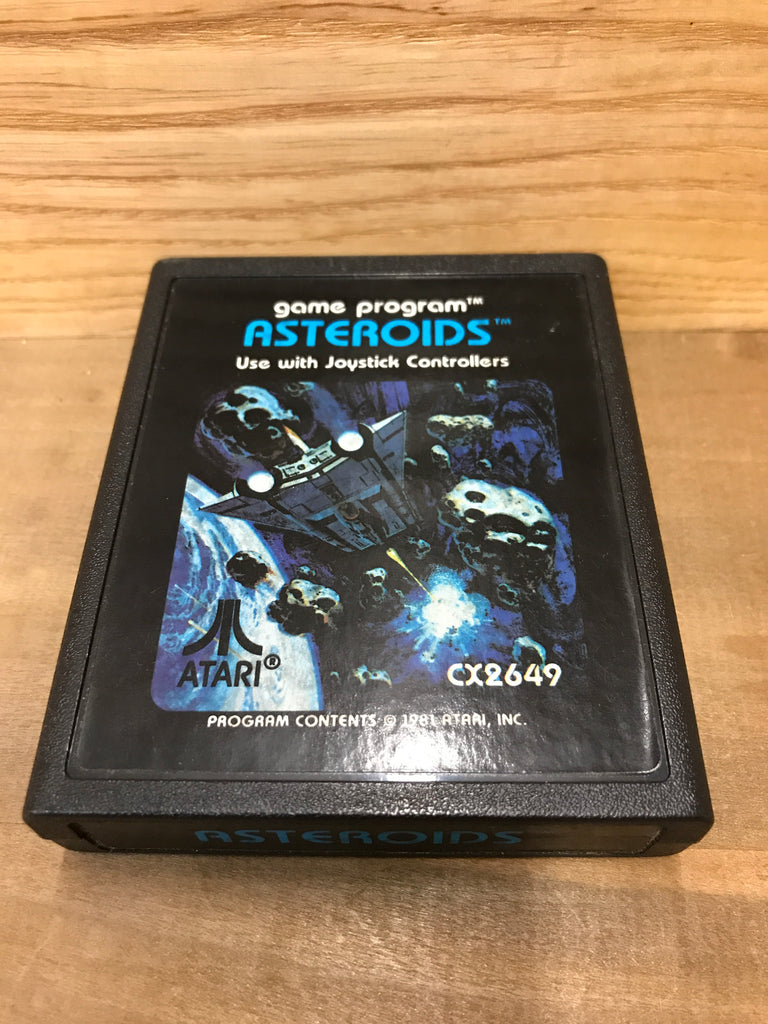 game program™
ASTEROIDS™
Use with Joystick Controllers
ATARI®
CX2649
PROGRAM CONTENTS © 1981 ATARI, INC.
ASTEROIDS